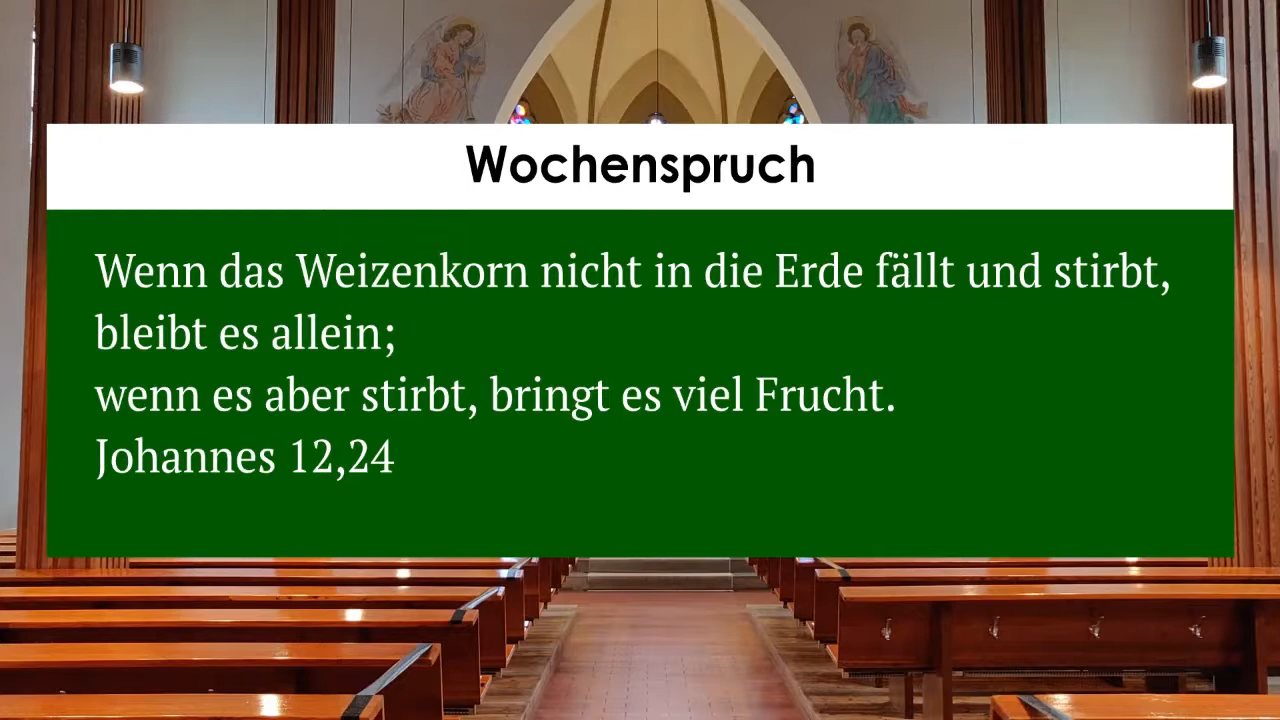 Wochenspruch
Wenn das Weizenkorn nicht in die Erde fällt und stirbt,
bleibt es allein;
wenn es aber stirbt, bringt es viel Frucht.
Johannes 12,24